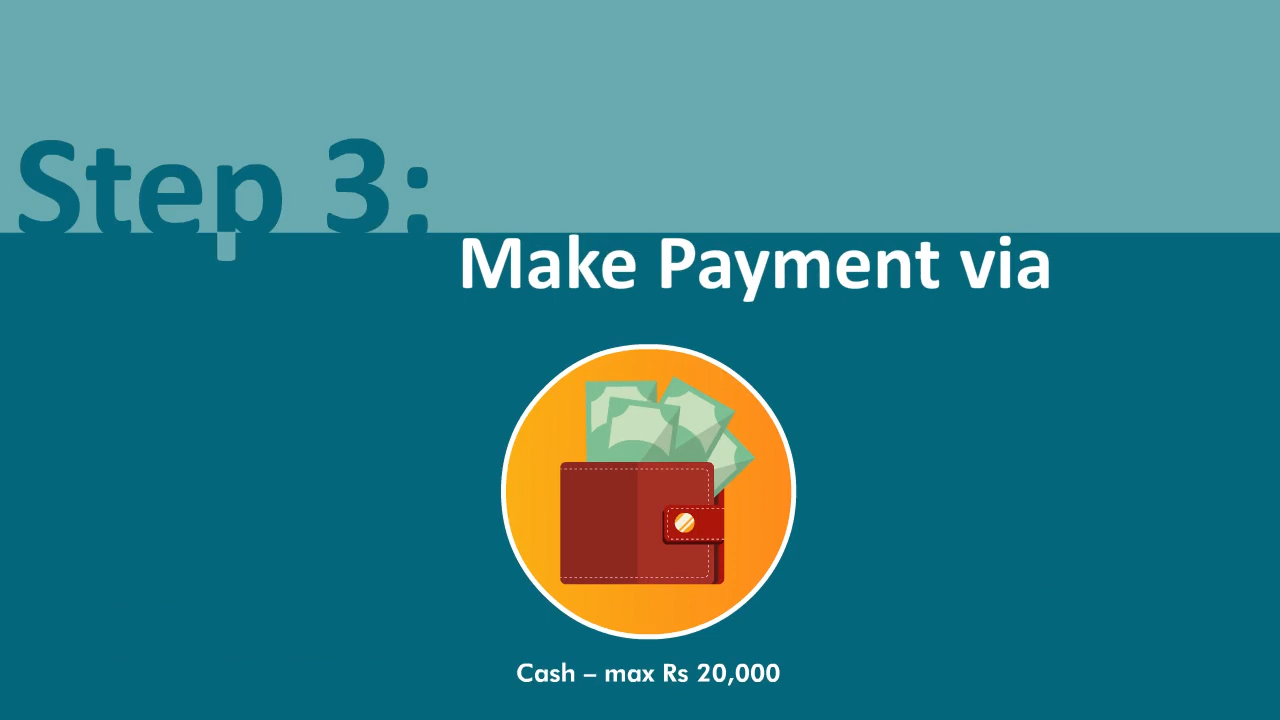 Step 3:
Make Payment via
Cash – max Rs 20,000